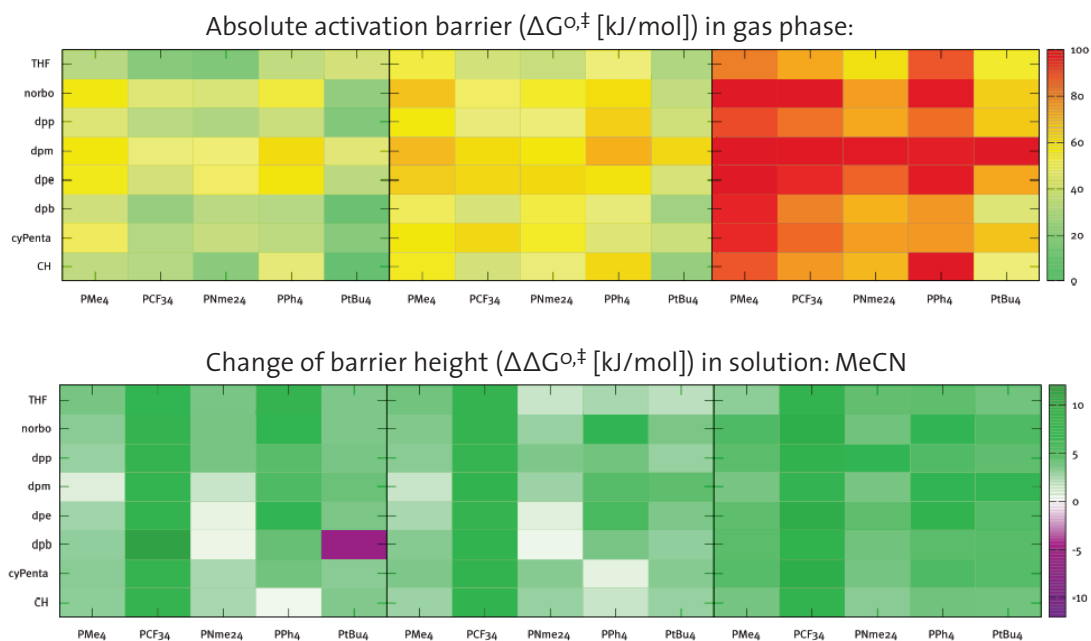 Absolute activation barrier (ΔG°,‡ [kJ/mol]) in gas phase:
THF
norbo
dpp
dpm
dpe
dpb
cyPenta
CH
100
80
60
40
20
0
PMe4 PCF34 PNme24 PPh4 PtBu4 PMe4 PCF34 PNme24 PPh4 PtBu4 PMe4 PCF34 PNme24 PPh4 PtBu4
Change of barrier height (ΔΔG°,‡ [kJ/mol]) in solution: MeCN
THF
norbo
dpp
dpm
dpe
dpb
cyPenta
CH
10
5
0
-5
-10
PMe4 PCF34 PNme24 PPh4 PtBu4 PMe4 PCF34 PNme24 PPh4 PtBu4 PMe4 PCF34 PNme24 PPh4 PtBu4